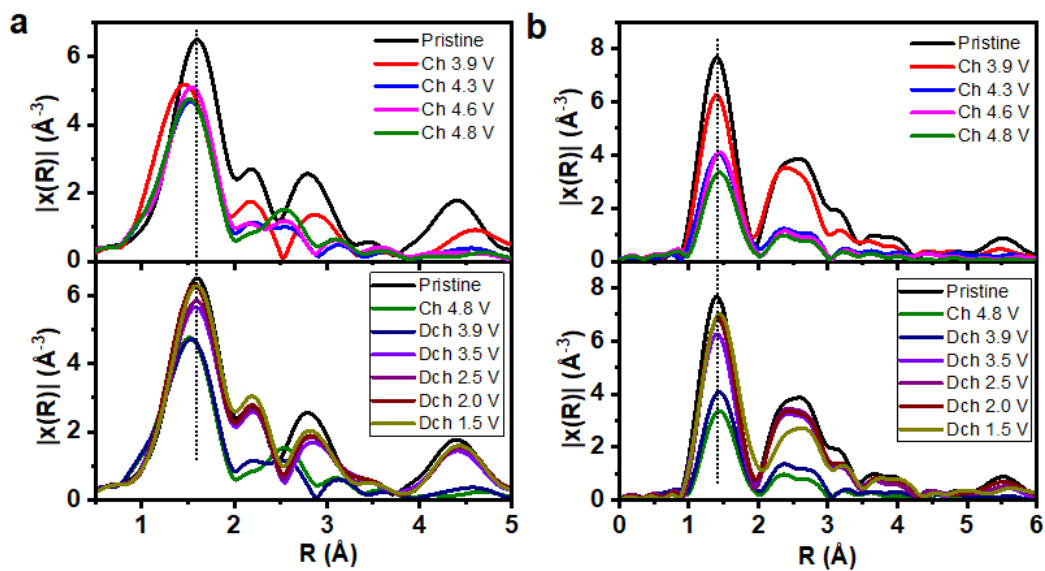 a
|x(R)| (Å-3)
6
4
2
0
Pristine
Ch 3.9 V
Ch 4.3 V
Ch 4.6 V
Ch 4.8 V
|x(R)| (Å-3)
6
4
2
0
Pristine
Ch 4.8 V
Dch 3.9 V
Dch 3.5 V
Dch 2.5 V
Dch 2.0 V
Dch 1.5 V
1 2 3 4 5
R (Å)
b
|x(R)| (Å-3)
8
6
4
2
0
Pristine
Ch 3.9 V
Ch 4.3 V
Ch 4.6 V
Ch 4.8 V
|x(R)| (Å-3)
8
6
4
2
0
Pristine
Ch 4.8 V
Dch 3.9 V
Dch 3.5 V
Dch 2.5 V
Dch 2.0 V
Dch 1.5 V
0 1 2 3 4 5 6
R (Å)